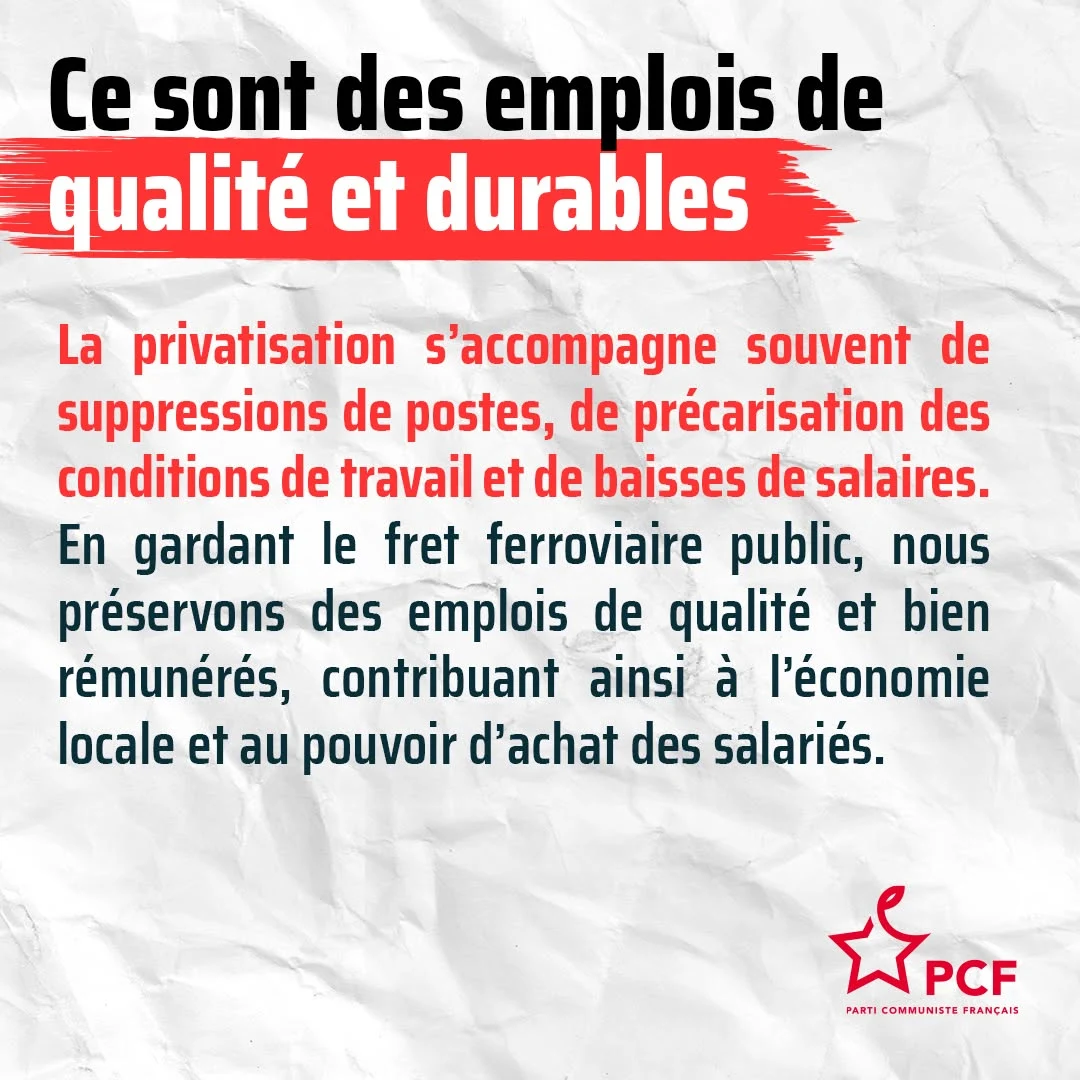 Ce sont des emplois de
qualité et durables
La privatisation s’accompagne souvent de
suppressions de postes, de précarisation des
conditions de travail et de baisses de salaires.
En gardant le fret ferroviaire public, nous
préservons des emplois de qualité et bien
rémunérés, contribuant ainsi à l’économie
locale et au pouvoir d’achat des salariés.
PCF
PARTI COMMUNISTE FRANÇAIS